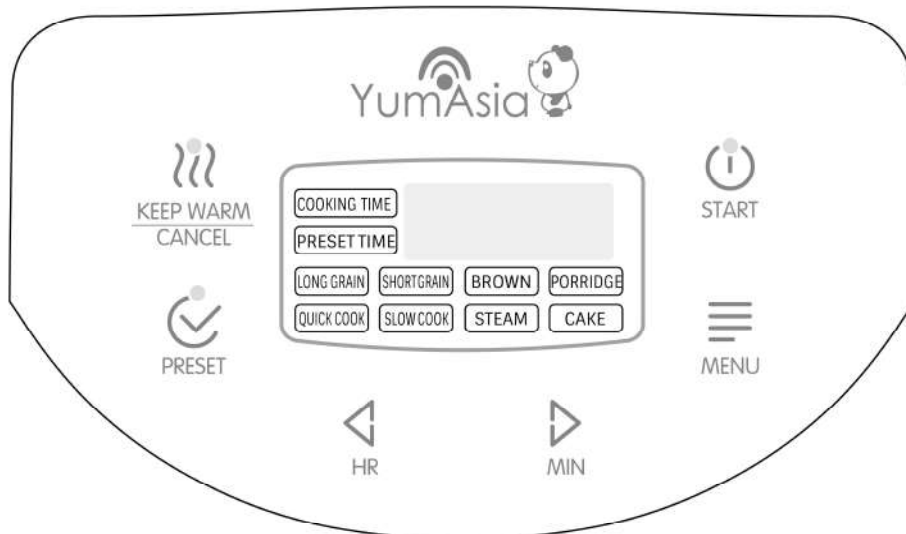 YumAsia
KEEP WARM
CANCEL
START
COOKING TIME
PRESET TIME
LONG GRAIN SHORTGRAIN BROWN PORRIDGE
QUICK COOK SLOW COOK STEAM CAKE
PRESET
MENU
HR
MIN